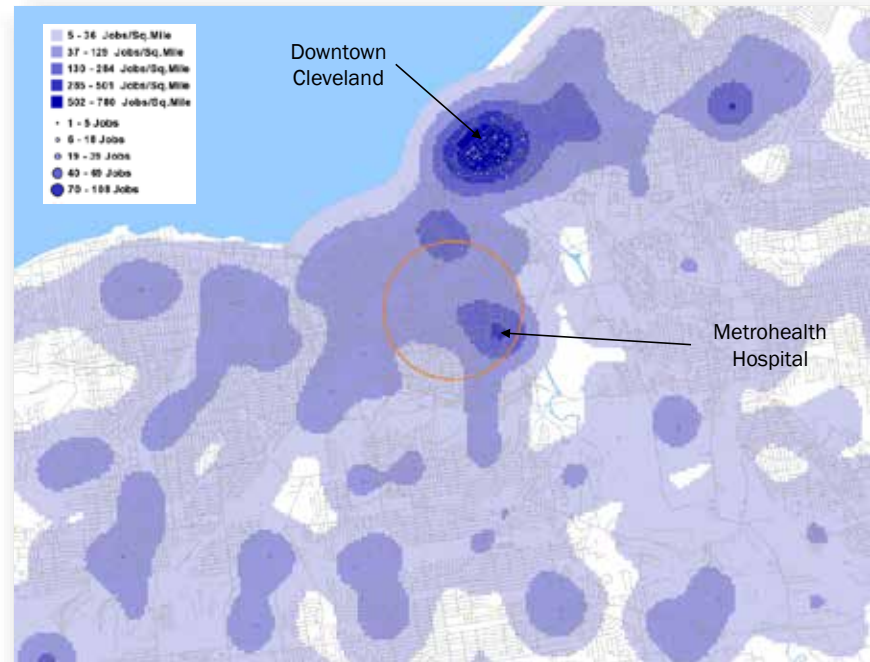 5 - 36 Jobs/Sq.Mile
37 - 129 Jobs/Sq.Mile
130 - 284 Jobs/Sq.Mile
285 - 501 Jobs/Sq.Mile
502 - 780 Jobs/Sq.Mile
1 - 5 Jobs
6 - 18 Jobs
19 - 39 Jobs
40 - 69 Jobs
70 - 108 Jobs
Downtown
Cleveland
Metrohealth
Hospital